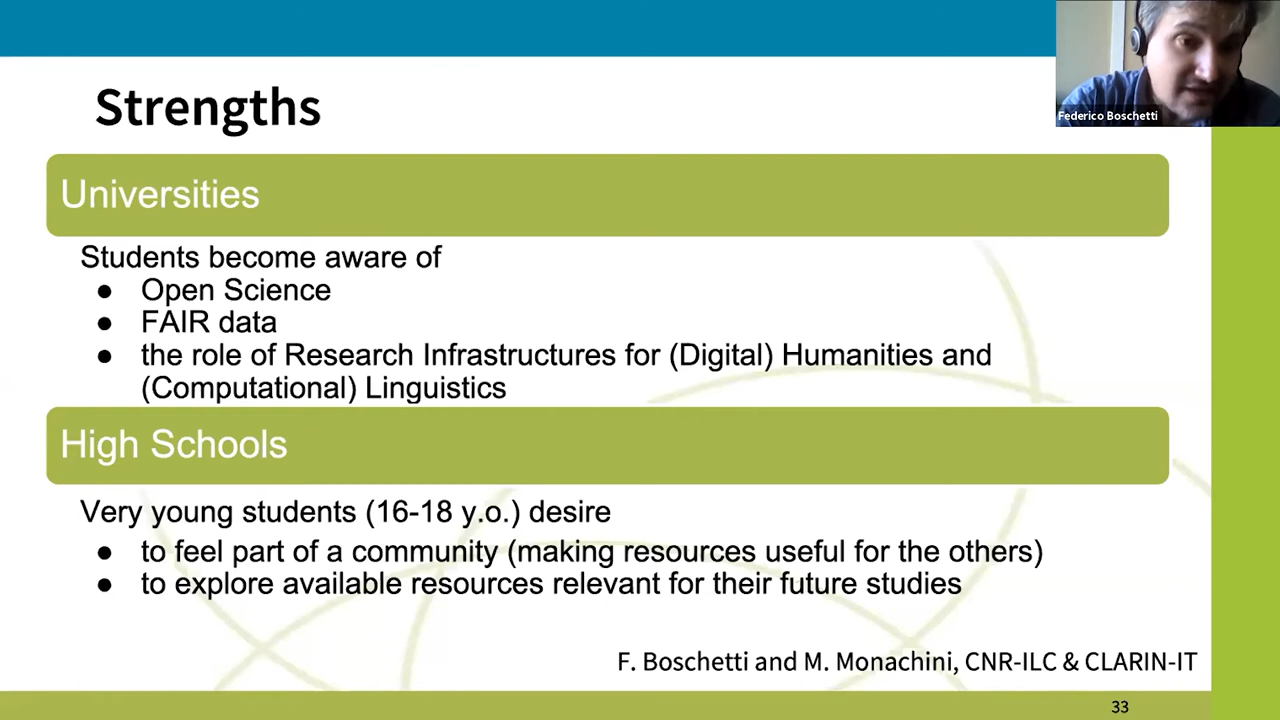 Strengths
Federico Boschetti
Universities
Students become aware of
● Open Science
● FAIR data
● the role of Research Infrastructures for (Digital) Humanities and
(Computational) Linguistics
High Schools
Very young students (16-18 y.o.) desire
● to feel part of a community (making resources useful for the others)
● to explore available resources relevant for their future studies
F. Boschetti and M. Monachini, CNR-ILC & CLARIN-IT
33